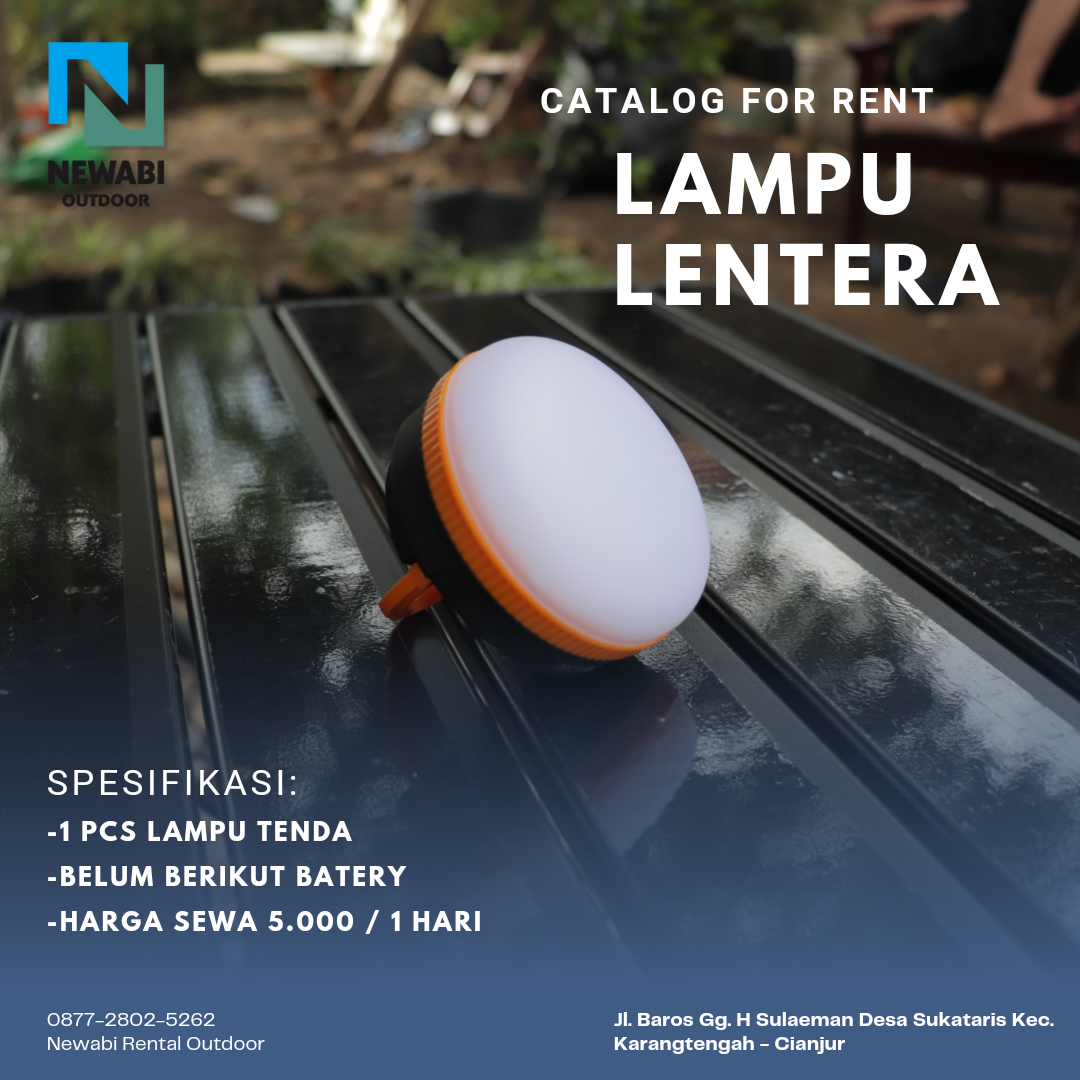 NEWABI
OUTDOOR
CATALOG FOR RENT
LAMPU
LENTERA
SPESIFIKASI:
-1 PCS LAMPU TENDA
-BELUM BERIKUT BATERY
-HARGA SEWA 5.000 / 1 HARI
0877-2802-5262
Newabi Rental Outdoor
Jl. Baros Gg. H Sulaeman Desa Sukataris Kec.
Karangtengah - Cianjur